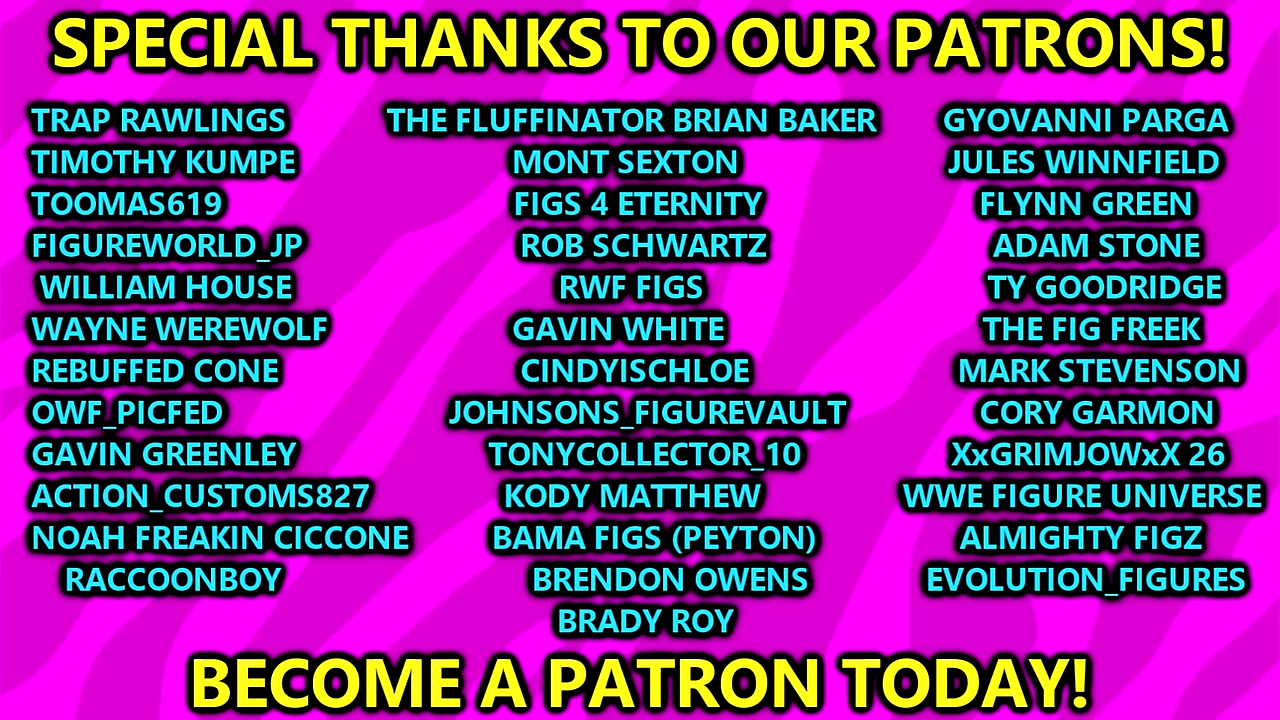 SPECIAL THANKS TO OUR PATRONS!
TRAP RAWLINGS
TIMOTHY KUMPE
TOOMAS619
FIGUREWORLD_JP
WILLIAM HOUSE
WAYNE WEREWOLF
REBUFFED CONE
OWF_PICFED
GAVIN GREENLEY
ACTION_CUSTOMS827
NOAH FREAKIN CICCONE
RACCOONBOY
THE FLUFFINATOR BRIAN BAKER
MONT SEXTON
FIGS 4 ETERNITY
ROB SCHWARTZ
RWF FIGS
GAVIN WHITE
CINDYISCHLOE
JOHNSONS_FIGUREVAULT
TONYCOLLECTOR_10
KODY MATTHEW
BAMA FIGS (PEYTON)
BRENDON OWENS
BRADY ROY
GYOVANNI PARGA
JULES WINNFIELD
FLYNN GREEN
ADAM STONE
TY GOODRIDGE
THE FIG FREEK
MARK STEVENSON
CORY GARMON
XxGRIMJOWxX 26
WWE FIGURE UNIVERSE
ALMIGHTY FIGZ
EVOLUTION_FIGURES
BECOME A PATRON TODAY!